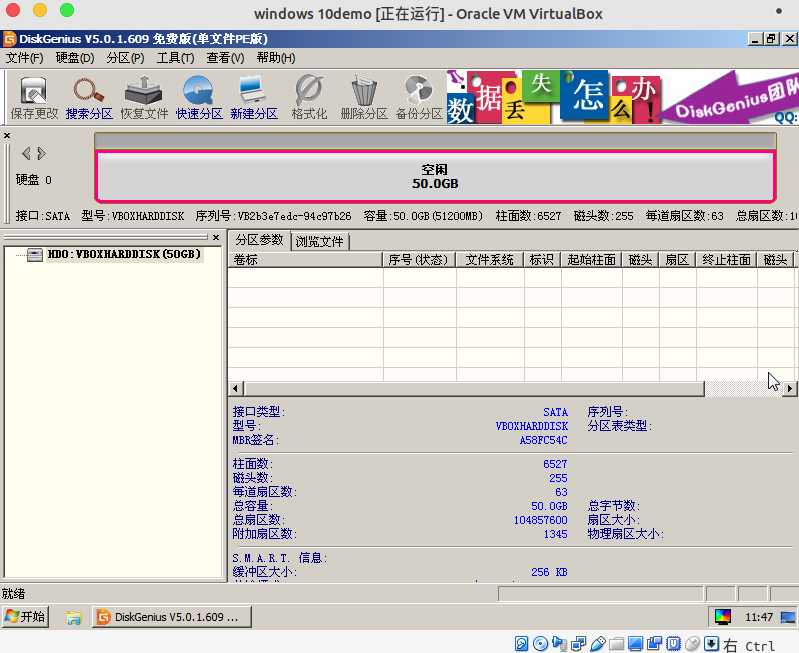 windows 10demo [正在运行] - Oracle VM VirtualBox
DiskGenius V5.0.1.609 免费版(单文件PE版)
文件(F) 硬盘(D) 分区(P) 工具(T) 查看(V) 帮助(H)
保存更改 搜索分区 恢复文件 快速分区 新建分区 格式化 删除分区 备份分区
数据丢失怎么办! DiskGenius团队
QQ:
空闲
50.0GB
硬盘 0
接口:SATA 型号:VBOXHARDDISK 序列号:VB2b3e7edc-94c97b26 容量:50.0GB(51200MB) 柱面数:6527 磁头数:255 每道扇区数:63 总扇区数:1
HD0:VBOXHARDDISK(50GB)
分区参数 浏览文件
卷标 序号(状态) 文件系统 标识 起始柱面 磁头 扇区 终止柱面 磁头
接口类型: SATA 序列号:
型号: VBOXHARDDISK 分区表类型:
MBR签名: A58FC54C
柱面数: 6527
磁头数: 255
每道扇区数: 63
总容量: 50.0GB 总字节数:
总扇区数: 104857600 扇区大小:
附加扇区数: 1345 物理扇区大小:
S.M.A.R.T. 信息:
缓冲区大小: 256 KB
就绪
开始 DiskGenius V5.0.1.609 ... 11:47
右 Ctrl